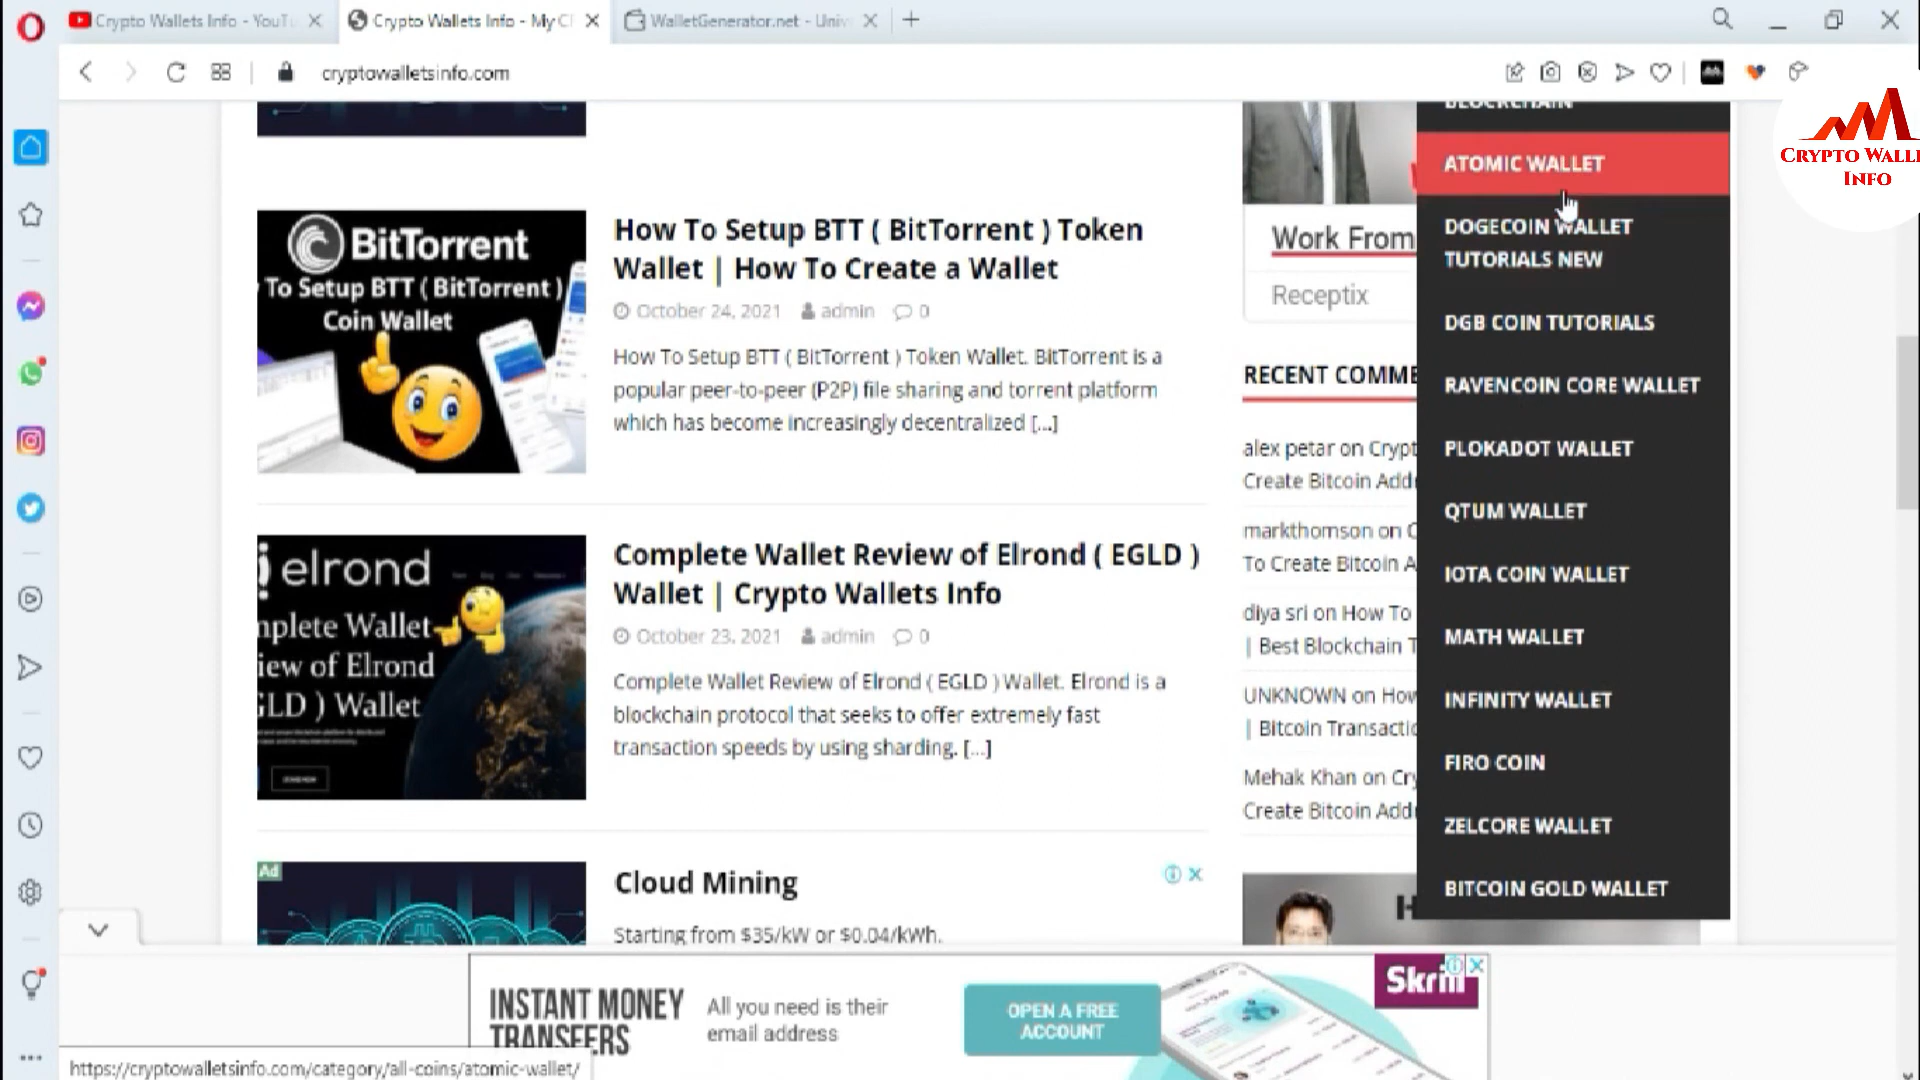 Crypto Wallets Info - YouTu
Crypto Wallets Info - My C
WalletGenerator.net - Univ
cryptowalletsinfo.com
CRYPTO WALL
INFO
BLOCKCHAIN
ATOMIC WALLET
DOGECOIN WALLET
TUTORIALS NEW
DGB COIN TUTORIALS
RAVENCOIN CORE WALLET
PLOKADOT WALLET
QTUM WALLET
IOTA COIN WALLET
MATH WALLET
INFINITY WALLET
FIRO COIN
ZELCORE WALLET
BITCOIN GOLD WALLET
BitTorrent
To Setup BTT ( BitTorrent )
Coin Wallet
How To Setup BTT ( BitTorrent ) Token
Wallet | How To Create a Wallet
October 24, 2021 admin 0
How To Setup BTT ( BitTorrent ) Token Wallet. BitTorrent is a
popular peer-to-peer (P2P) file sharing and torrent platform
which has become increasingly decentralized [...]
elrond
mplete Wallet
iew of Elrond
GLD ) Wallet
Complete Wallet Review of Elrond ( EGLD )
Wallet | Crypto Wallets Info
October 23, 2021 admin 0
Complete Wallet Review of Elrond ( EGLD ) Wallet. Elrond is a
blockchain protocol that seeks to offer extremely fast
transaction speeds by using sharding. [...]
Ad
Cloud Mining
Starting from $35/kW or $0.04/kWh.
Work From
Receptix
RECENT COMME
alex petar on Crypt
Create Bitcoin Add
markthomson on C
To Create Bitcoin A
diya sri on How To
| Best Blockchain T
UNKNOWN on How
| Bitcoin Transactio
Mehak Khan on Cry
Create Bitcoin Add
H
INSTANT MONEY
TRANSFERS
All you need is their
email address
OPEN A FREE
ACCOUNT
Skrill
https://cryptowalletsinfo.com/category/all-coins/atomic-wallet/